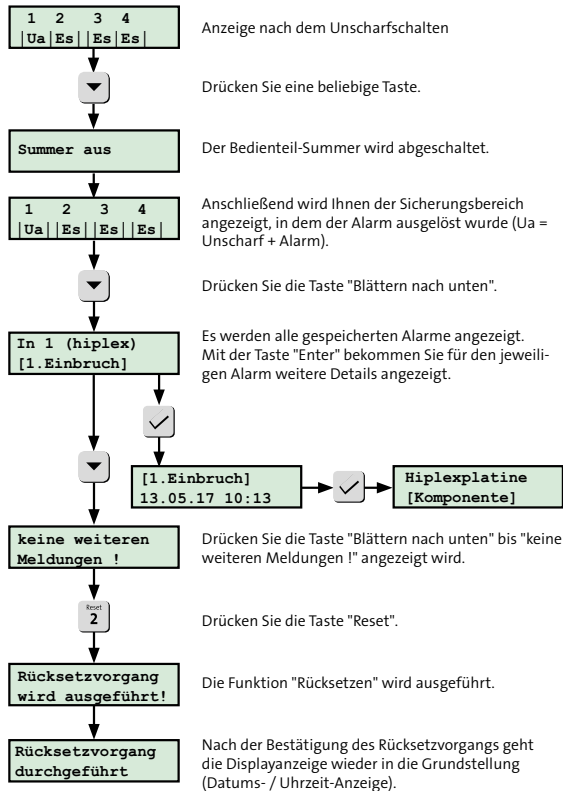 1 2 3 4
|Ua|Es||Es|Es|
Anzeige nach dem Unscharfschalten
Drücken Sie eine beliebige Taste.
Summer aus
Der Bedienteil-Summer wird abgeschaltet.
1 2 3 4
|Ua||Es||Es||Es|
Anschließend wird Ihnen der Sicherungsbereich
angezeigt, in dem der Alarm ausgelöst wurde (Ua =
Unscharf + Alarm).
Drücken Sie die Taste "Blättern nach unten".
In 1 (hiplex)
[1.Einbruch]
Es werden alle gespeicherten Alarme angezeigt.
Mit der Taste "Enter" bekommen Sie für den jeweili-
gen Alarm weitere Details angezeigt.
[1.Einbruch]
13.05.17 10:13
Hiplexplatine
[Komponente]
keine weiteren
Meldungen !
Drücken Sie die Taste "Blättern nach unten" bis "keine
weiteren Meldungen !" angezeigt wird.
Reset
2
Drücken Sie die Taste "Reset".
Rücksetzvorgang
wird ausgeführt!
Die Funktion "Rücksetzen" wird ausgeführt.
Rücksetzvorgang
durchgeführt
Nach der Bestätigung des Rücksetzvorgangs geht
die Displayanzeige wieder in die Grundstellung
(Datums- / Uhrzeit-Anzeige).